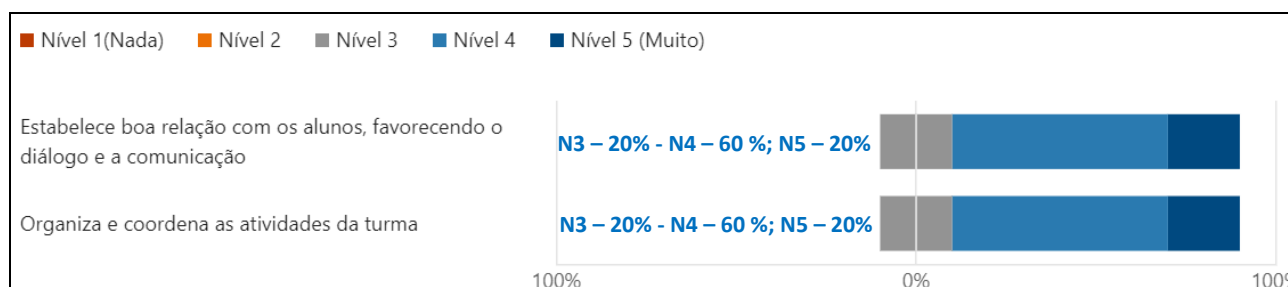 Nível 1(Nada) Nível 2 Nível 3 Nível 4 Nível 5 (Muito)
Estabelece boa relação com os alunos, favorecendo o
diálogo e a comunicação
N3 – 20% - N4 – 60 %; N5 – 20%
Organiza e coordena as atividades da turma
N3 – 20% - N4 – 60 %; N5 – 20%
100% 0% 100%